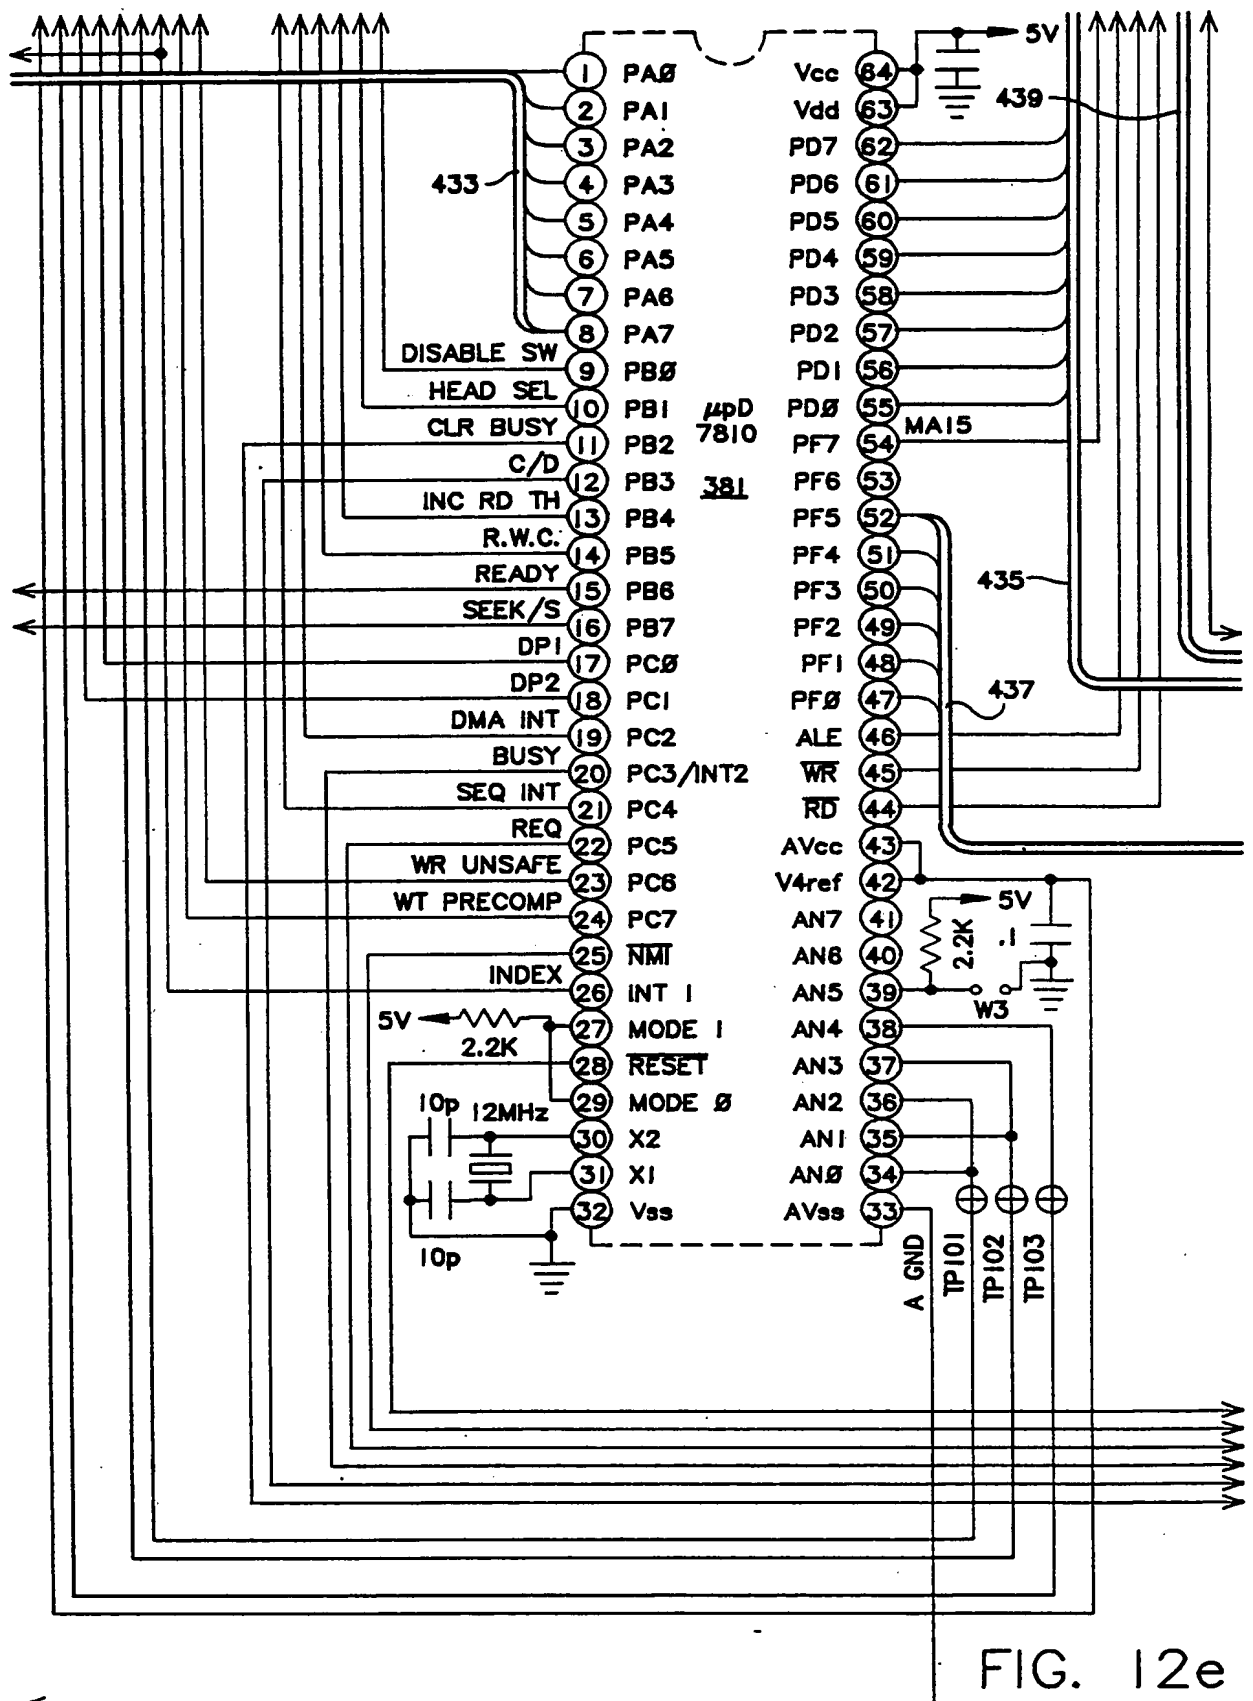 5V
1 PAØ Vcc 64
439
2 PA1 Vdd 63
3 PA2 PD7 62
433
4 PA3 PD6 61
5 PA4 PD5 60
6 PA5 PD4 59
7 PA6 PD3 58
8 PA7 PD2 57
DISABLE SW
9 PBØ PD1 56
HEAD SEL
10 PB1 µpD PDØ 55
CLR BUSY 7810 MA15
11 PB2 PF7 54
C/D
12 PB3 381 PF6 53
INC RD TH
13 PB4 PF5 52
R.W.C.
14 PB5 PF4 51
READY 435
15 PB6 PF3 50
SEEK/S
16 PB7 PF2 49
DP1
17 PCØ PF1 48
DP2 437
18 PC1 PFØ 47
DMA INT
19 PC2 ALE 46
BUSY
20 PC3/INT2 WR 45
SEQ INT
21 PC4 RD 44
REQ
22 PC5 AVcc 43
WR UNSAFE
23 PC6 V4ref 42
WT PRECOMP 5V
24 PC7 AN7 41
2.2K .1
25 NMI AN6 40
INDEX
26 INT 1 AN5 39
W3
5V 27 MODE 1 AN4 38
2.2K
28 RESET AN3 37
10p 12MHz
29 MODE Ø AN2 36
30 X2 AN1 35
31 X1 ANØ 34
32 Vss AVss 33
10p
A GND
TP101
TP102
TP103
FIG. 12e